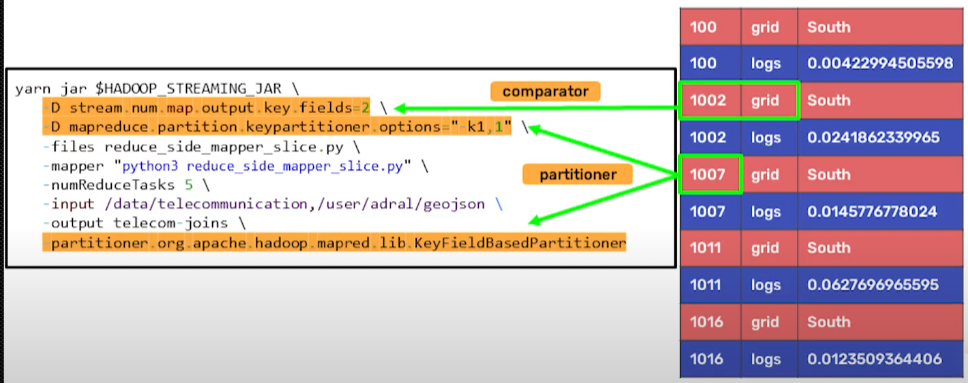 yarn jar $HADOOP_STREAMING_JAR \
-D stream.num.map.output.key.fields=2 \
-D mapreduce.partition.keypartitioner.options="-k1,1" \
-files reduce_side_mapper_slice.py \
-mapper "python3 reduce_side_mapper_slice.py" \
-numReduceTasks 5 \
-input /data/telecommunication,/user/adral/geojson \
-output telecom-joins \
partitioner.org.apache.hadoop.mapred.lib.KeyFieldBasedPartitioner
comparator
partitioner
100 grid South
100 logs 0.00422994505598
1002 grid South
1002 logs 0.0241862339965
1007 grid South
1007 logs 0.0145776778024
1011 grid South
1011 logs 0.0627696965595
1016 grid South
1016 logs 0.0123509364406